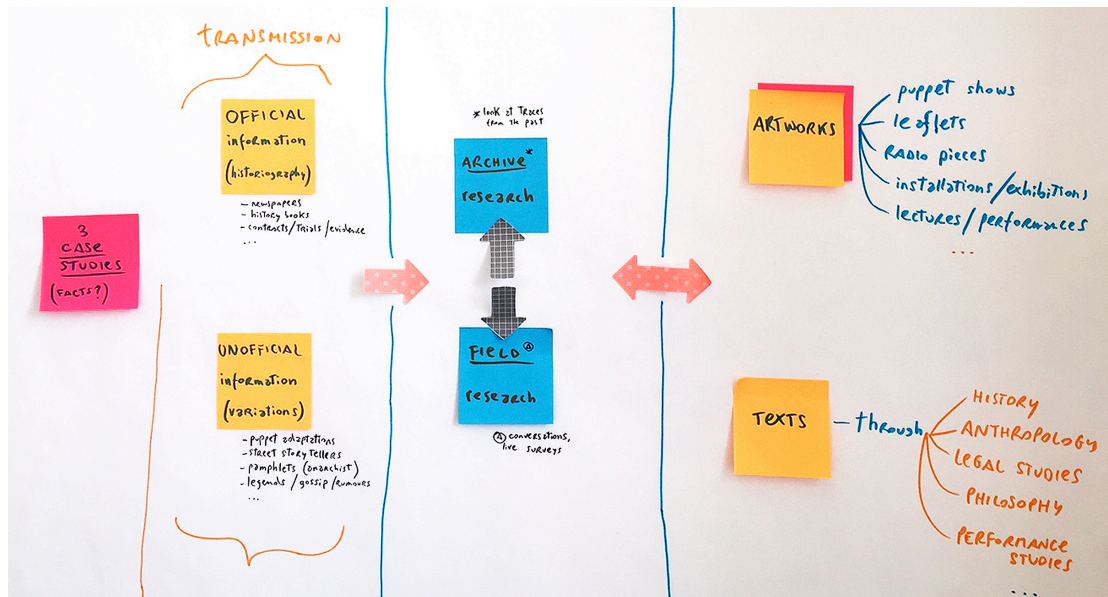 TRANSMISSION
OFFICIAL
information
(historiography)
- newspapers
- history books
- contracts/Trials/evidence
...
3
CASE
STUDIES
(FACTS?)
UNOFFICIAL
information
(variations)
- puppet adaptations
- street story tellers
- pamphlets (anarchist)
- legends/gossip/rumours
...
* look at Traces
from the past
ARCHIVE*
research
FIELD Ⓐ
research
Ⓐ conversations,
live surveys
ARTWORKS
puppet shows
leaflets
RADIO pieces
installations/exhibitions
lectures/performances
...
TEXTS
through
HISTORY
ANTHROPOLOGY
LEGAL STUDIES
PHILOSOPHY
PERFORMANCE
STUDIES
...